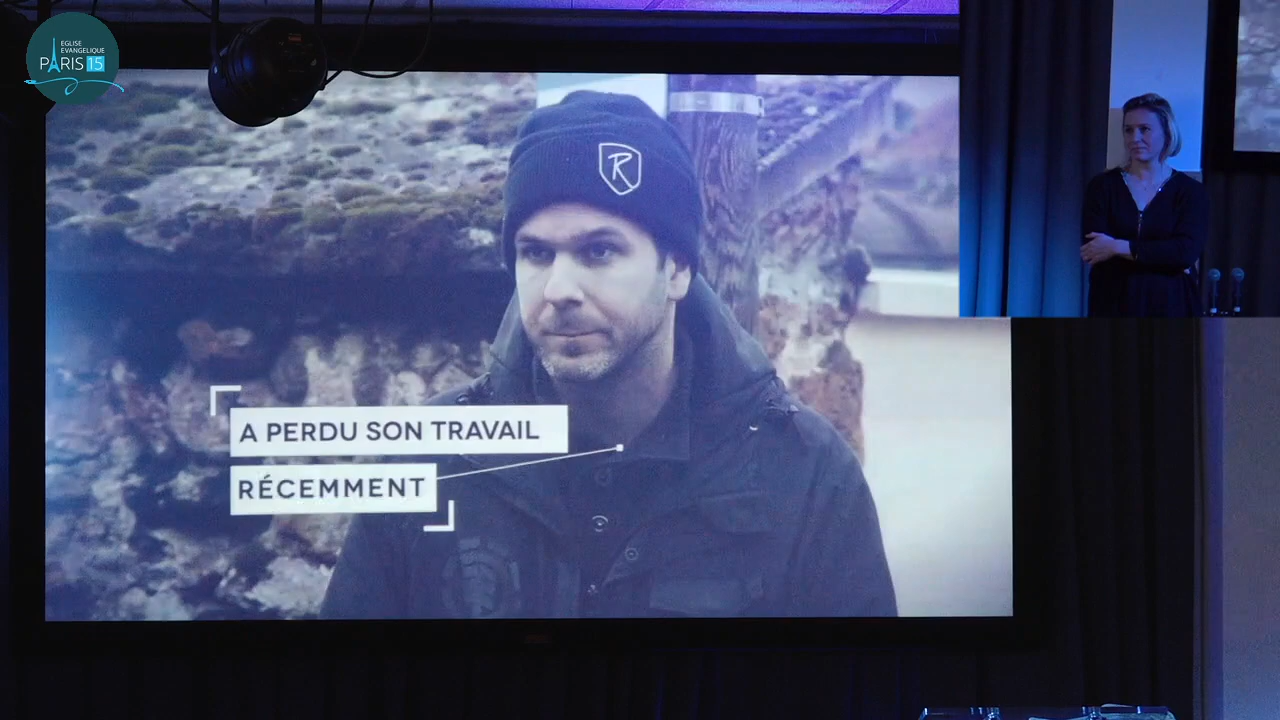 EGLISE
EVANGELIQUE
PARIS 15
R
A PERDU SON TRAVAIL
RÉCEMMENT